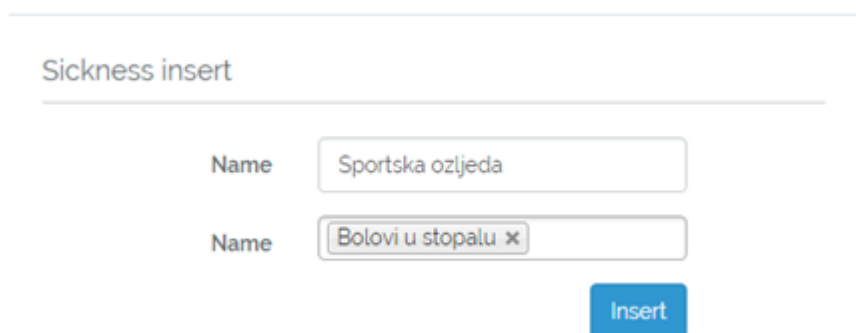 Sickness insert
Name Sportska ozljeda
Name Bolovi u stopalu ×
Insert